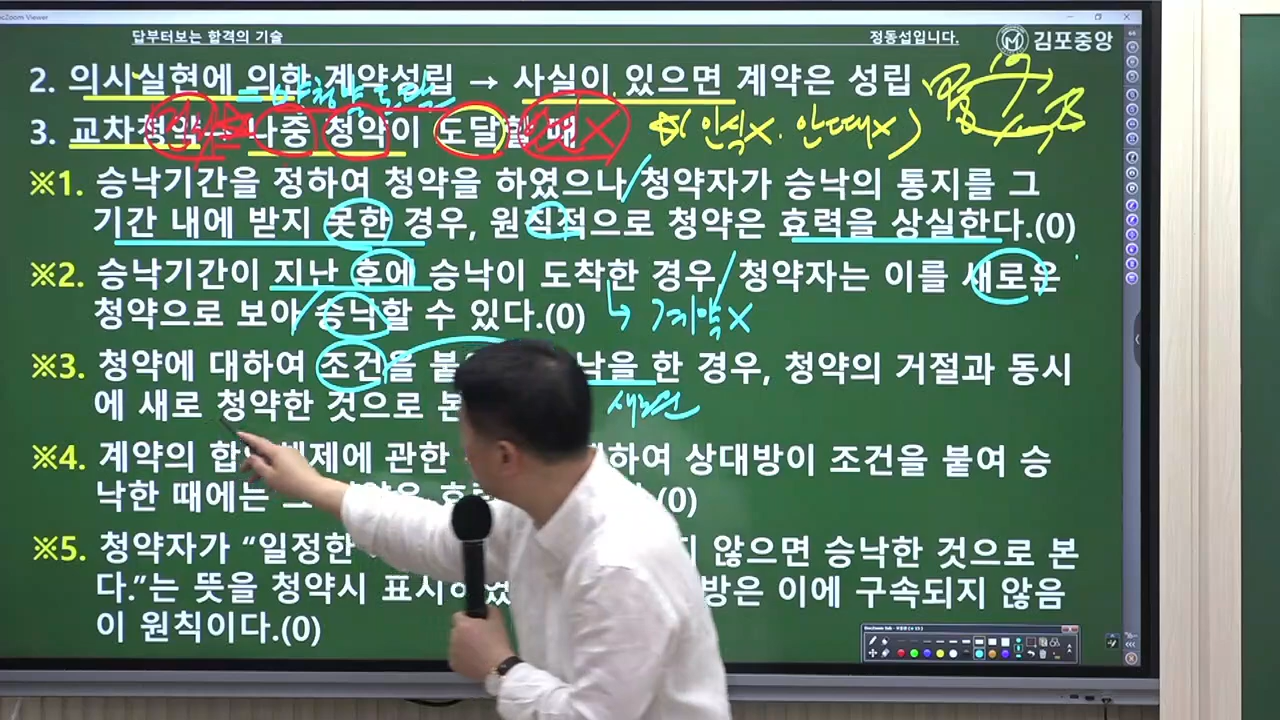 DocZoom Viewer
답부터보는 합격의 기술 정동섭입니다. 김포중앙
2. 의사실현에 의한 계약성립 → 사실이 있으면 계약은 성립
3. 교차청약 나중 청약이 도달할 때 (인식X. 안때X)
※1. 승낙기간을 정하여 청약을 하였으나 청약자가 승낙의 통지를 그
기간 내에 받지 못한 경우, 원칙적으로 청약은 효력을 상실한다.(0)
※2. 승낙기간이 지난 후에 승낙이 도착한 경우 청약자는 이를 새로운
청약으로 보아 승낙할 수 있다.(0) ↳ 계약X
※3. 청약에 대하여 조건을 낙을 한 경우, 청약의 거절과 동시
에 새로 청약한 것으로 본 새로운
※4. 계약의 합 해제에 관한 하여 상대방이 조건을 붙여 승
낙한 때에는 (0)
※5. 청약자가 “일정한 않으면 승낙한 것으로 본
다.”는 뜻을 청약시 표시하였 방은 이에 구속되지 않음
이 원칙이다.(0)